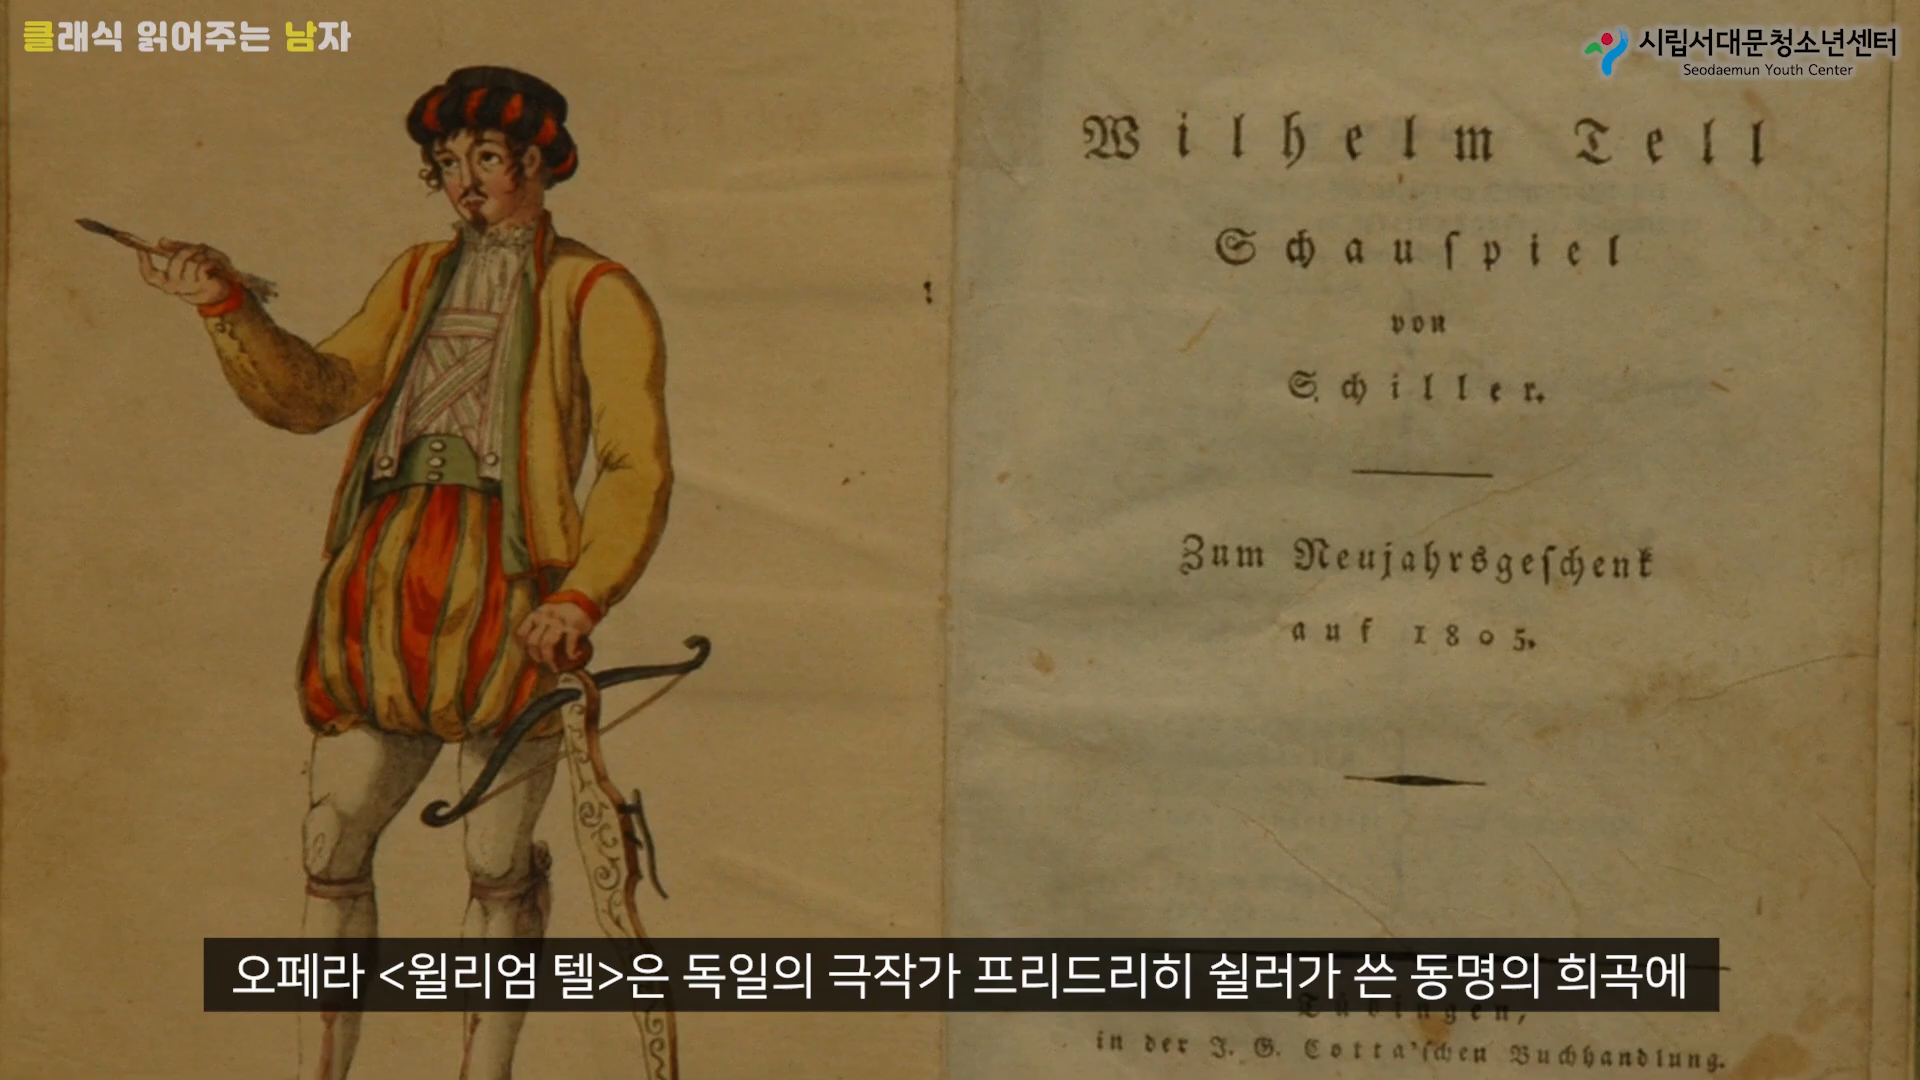 클래식 읽어주는 남자
시립서대문청소년센터
Seodaemun Youth Center
Wilhelm Tell
Schauſpiel
von
Schiller.
Zum Neujahrsgeſchenk
auf 1805.
오페라 <윌리엄 텔>은 독일의 극작가 프리드리히 쉴러가 쓴 동명의 희곡에
Tübingen,
in der J. G. Cotta'ſchen Buchhandlung.